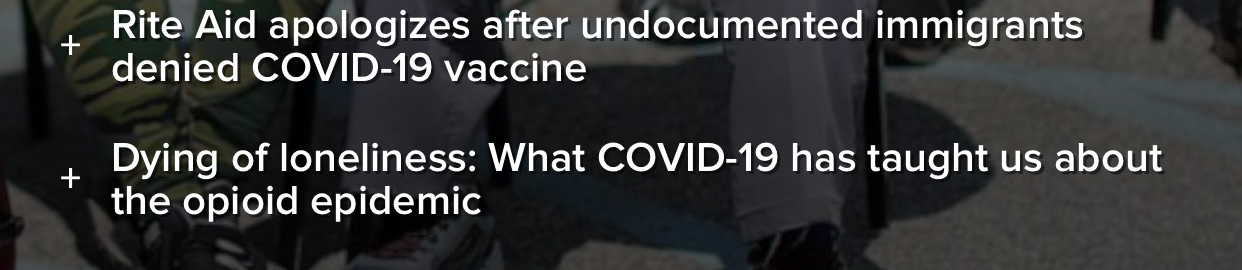 + Rite Aid apologizes after undocumented immigrants
denied COVID-19 vaccine
+ Dying of loneliness: What COVID-19 has taught us about
the opioid epidemic